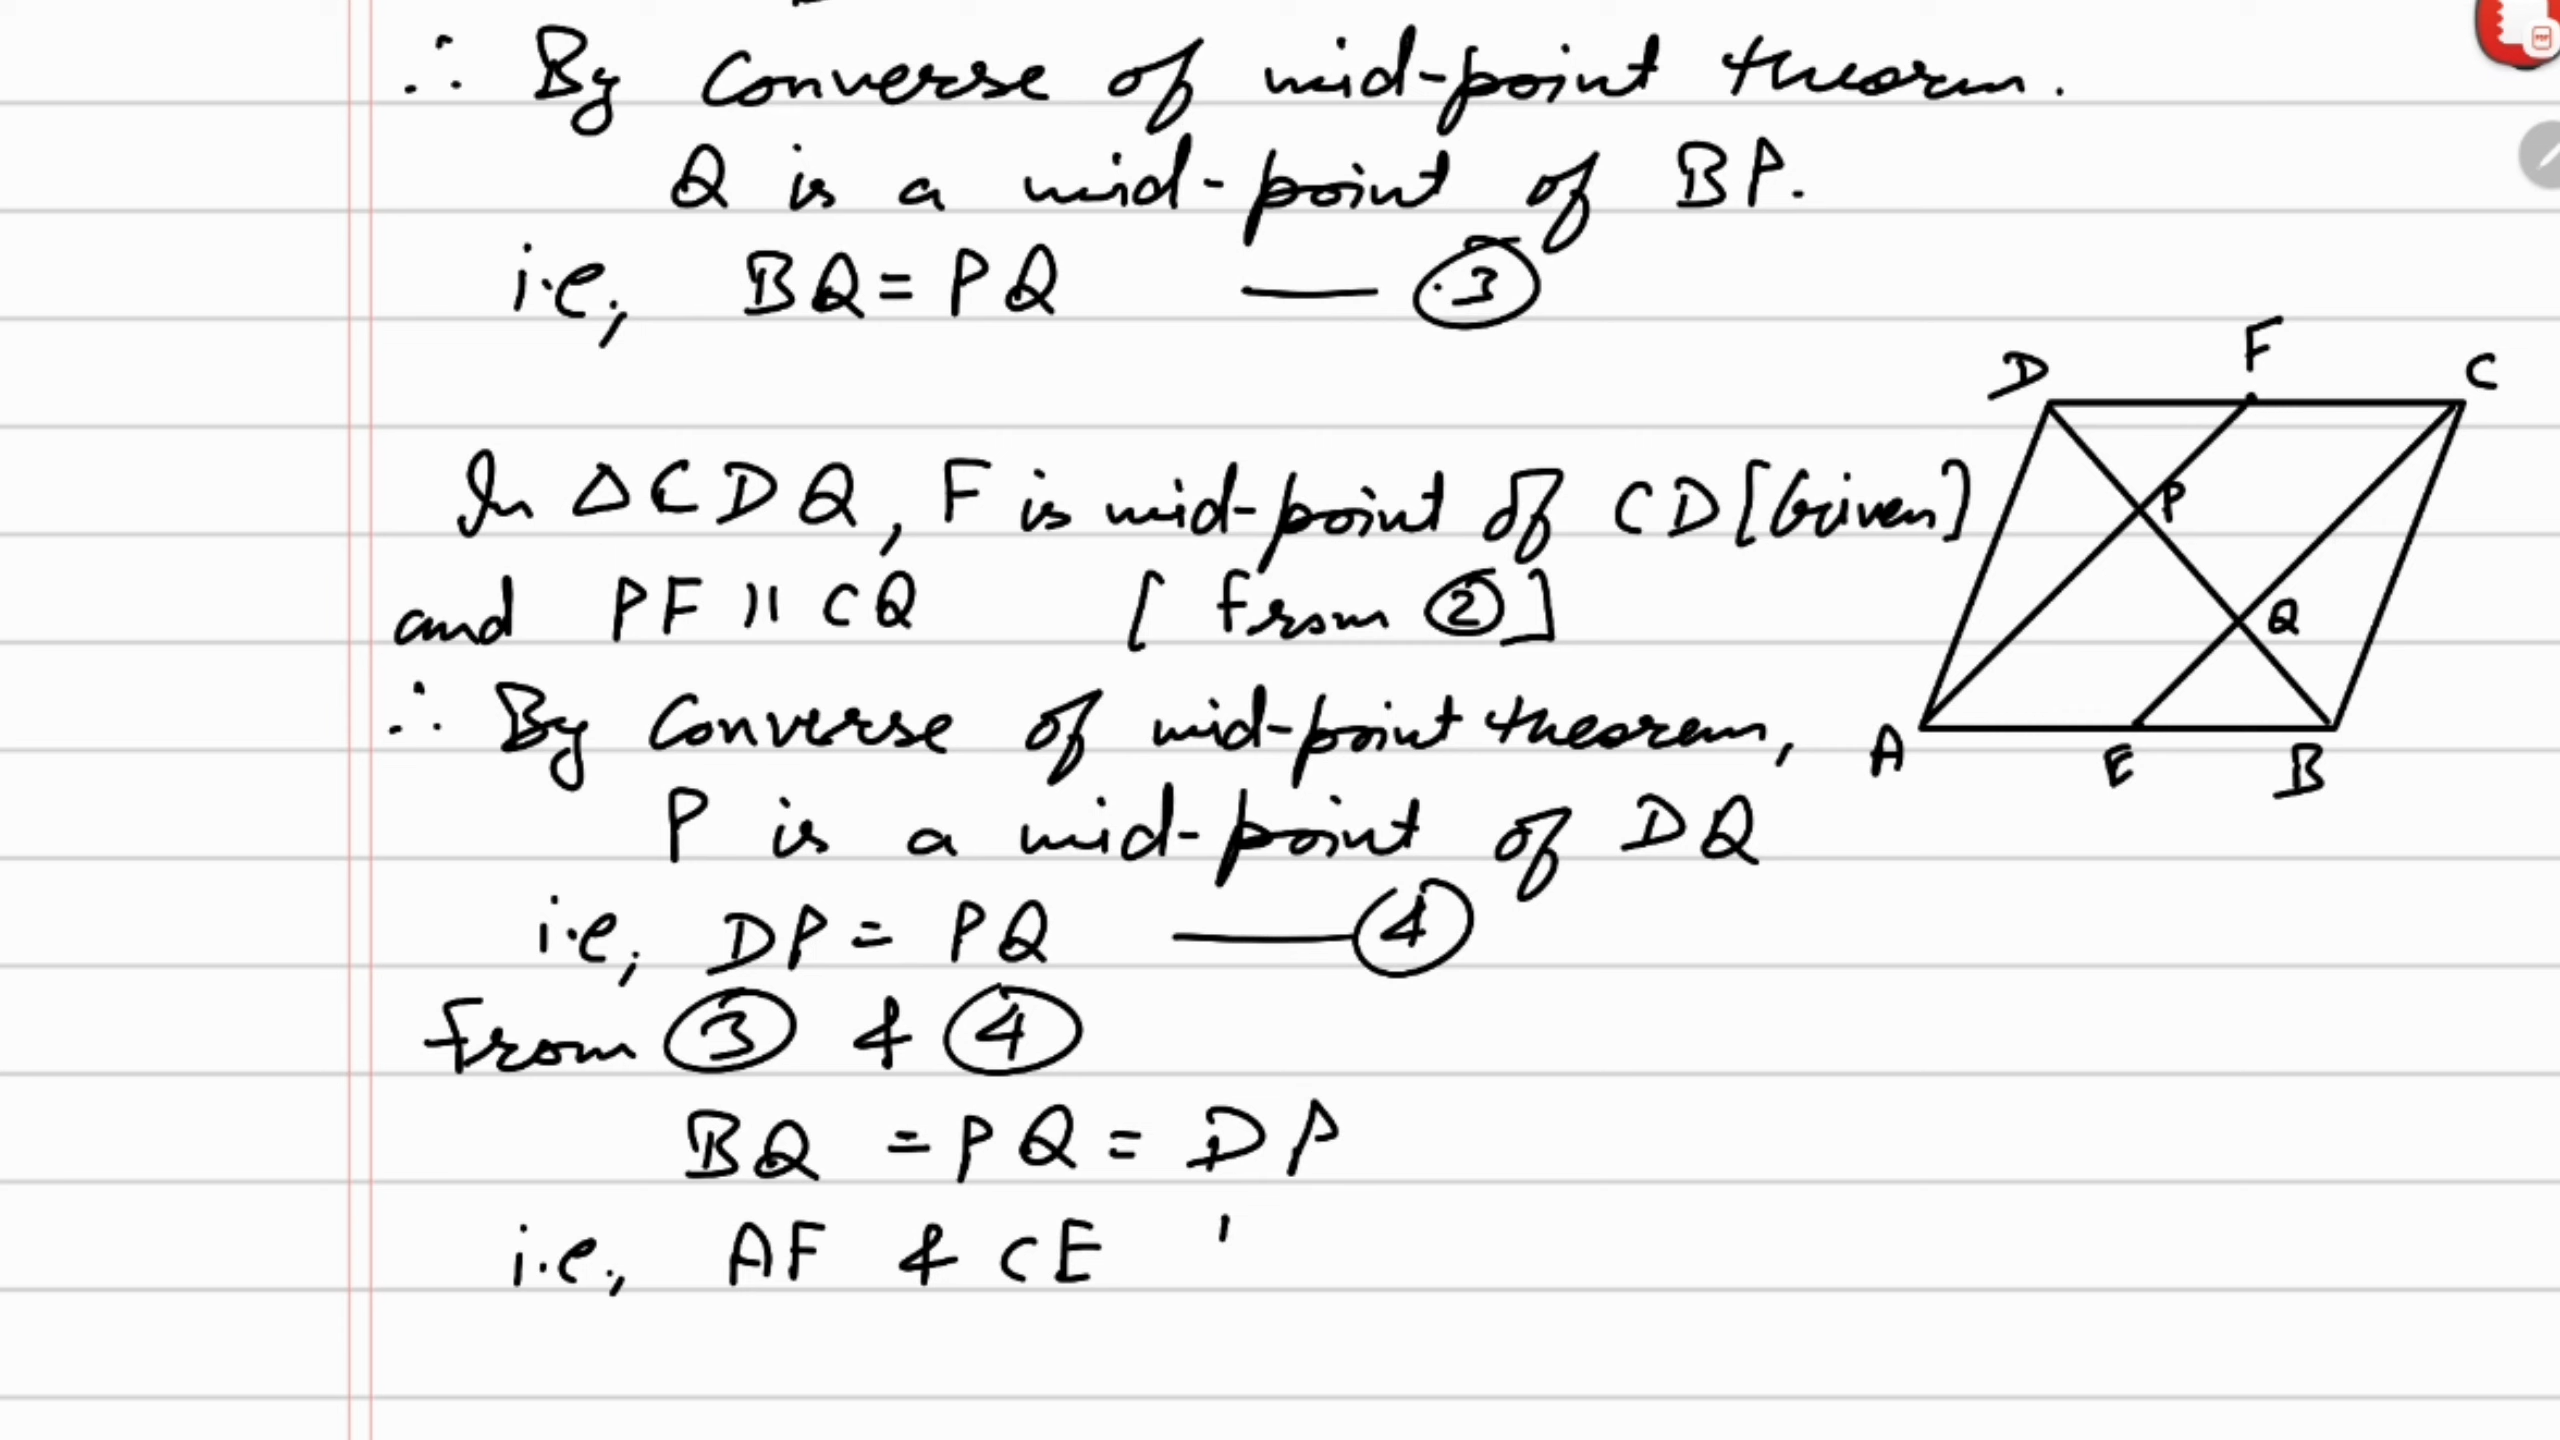 ∴ By Converse of mid-point theorem.
Q is a mid-point of BP.
i.e, BQ = PQ — ③
In △CDQ, F is mid-point of CD [Given]
and PF || CQ [from ②]
∴ By Converse of mid-point theorem,
P is a mid-point of DQ
i.e, DP = PQ — ④
from ③ & ④
BQ = PQ = DP
i.e., AF & CE
D F C
P
Q
A E B